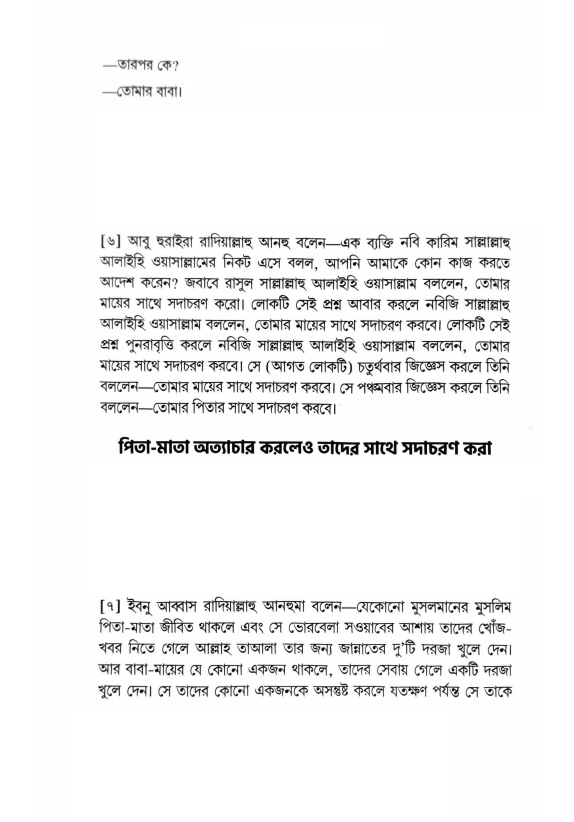 —তারপর কে?
—তোমার বাবা।
[৬] আবু হুরাইরা রাদিয়াল্লাহু আনহু বলেন—এক ব্যক্তি নবি কারিম সাল্লাল্লাহু
আলাইহি ওয়াসাল্লামের নিকট এসে বলল, আপনি আমাকে কোন কাজ করতে
আদেশ করেন? জবাবে রাসুল সাল্লাল্লাহু আলাইহি ওয়াসাল্লাম বললেন, তোমার
মায়ের সাথে সদাচরণ করো। লোকটি সেই প্রশ্ন আবার করলে নবিজি সাল্লাল্লাহু
আলাইহি ওয়াসাল্লাম বললেন, তোমার মায়ের সাথে সদাচরণ করবে। লোকটি সেই
প্রশ্ন পুনরাবৃত্তি করলে নবিজি সাল্লাল্লাহু আলাইহি ওয়াসাল্লাম বললেন, তোমার
মায়ের সাথে সদাচরণ করবে। সে (আগত লোকটি) চতুর্থবার জিজ্ঞেস করলে তিনি
বললেন—তোমার মায়ের সাথে সদাচরণ করবে। সে পঞ্চমবার জিজ্ঞেস করলে তিনি
বললেন—তোমার পিতার সাথে সদাচরণ করবে।
পিতা-মাতা অত্যাচার করলেও তাদের সাথে সদাচরণ করা
[৭] ইবনু আব্বাস রাদিয়াল্লাহু আনহুমা বলেন—যেকোনো মুসলমানের মুসলিম
পিতা-মাতা জীবিত থাকলে এবং সে ভোরবেলা সওয়াবের আশায় তাদের খোঁজ-
খবর নিতে গেলে আল্লাহ তাআলা তার জন্য জান্নাতের দু'টি দরজা খুলে দেন।
আর বাবা-মায়ের যে কোনো একজন থাকলে, তাদের সেবায় গেলে একটি দরজা
খুলে দেন। সে তাদের কোনো একজনকে অসন্তুষ্ট করলে যতক্ষণ পর্যন্ত সে তাকে